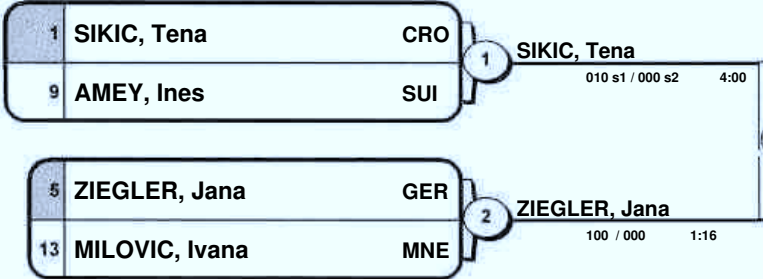 1 SIKIC, Tena CRO
9 AMEY, Ines SUI
1
SIKIC, Tena
010 s1 / 000 s2 4:00
5 ZIEGLER, Jana GER
13 MILOVIC, Ivana MNE
2
ZIEGLER, Jana
100 / 000 1:16